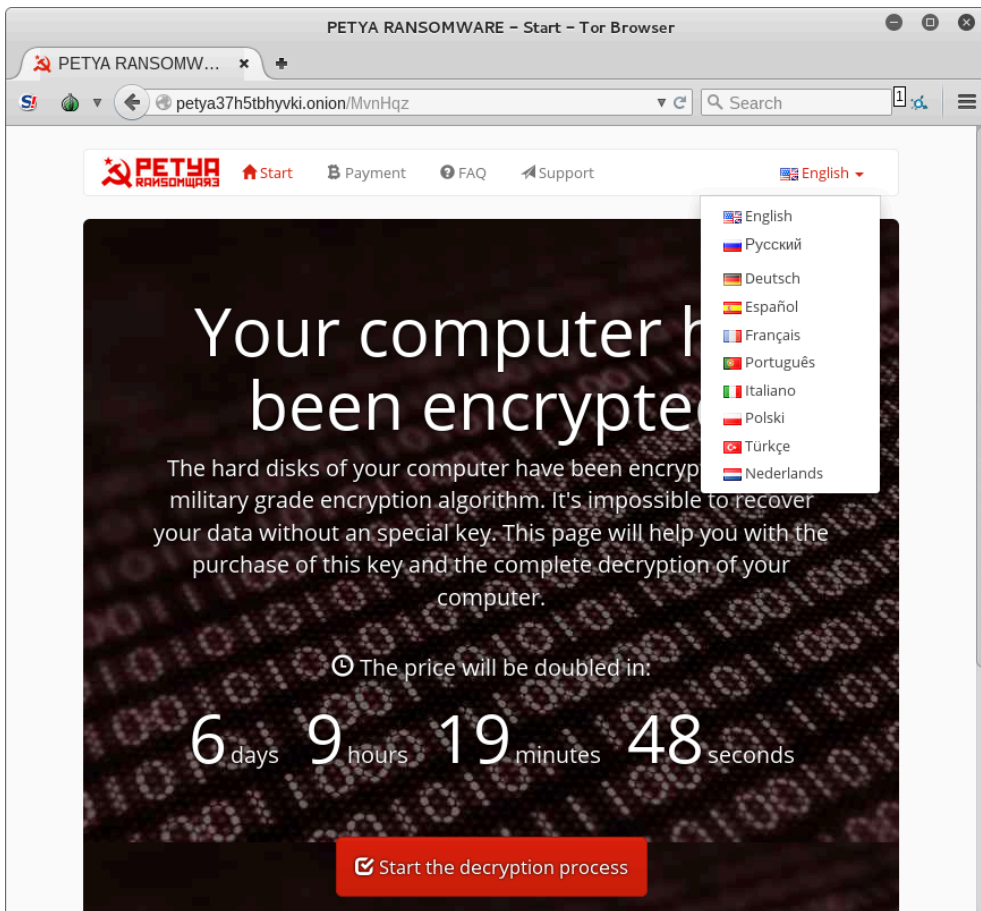 PETYA RANSOMWARE – Start – Tor Browser
PETYA RANSOMW...
petya37h5tbhyvki.onion/MvnHqz
Search
1
PETYA
RANSOMWARE
Start
Payment
FAQ
Support
English
English
Русский
Deutsch
Español
Français
Português
Italiano
Polski
Türkçe
Nederlands
Your computer h
been encrypted
The hard disks of your computer have been encryp
military grade encryption algorithm. It's impossible to recover
your data without an special key. This page will help you with the
purchase of this key and the complete decryption of your
computer.
The price will be doubled in:
6 days 9 hours 19 minutes 48 seconds
Start the decryption process